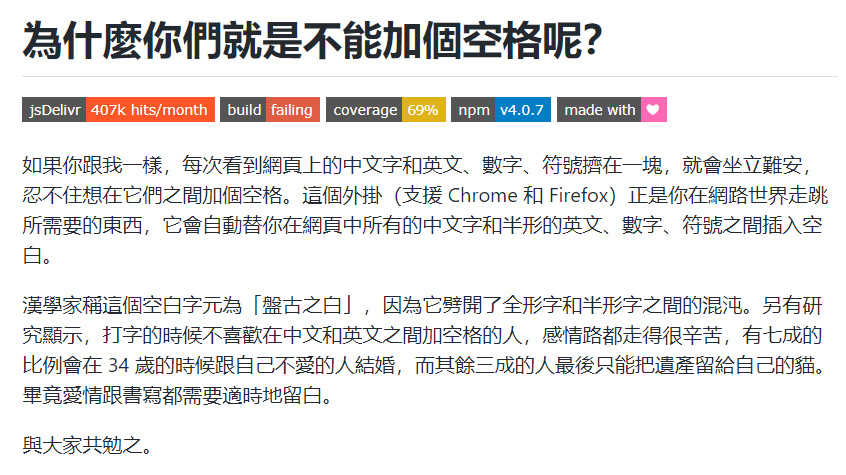 為什麼你們就是不能加個空格呢？
jsDelivr 407k hits/month build failing coverage 69% npm v4.0.7 made with ♥
如果你跟我一樣，每次看到網頁上的中文字和英文、數字、符號擠在一塊，就會坐立難安，
忍不住想在它們之間加個空格。這個外掛（支援 Chrome 和 Firefox）正是你在網路世界走跳
所需要的東西，它會自動替你在網頁中所有的中文字和半形的英文、數字、符號之間插入空
白。
漢學家稱這個空白字元為「盤古之白」，因為它劈開了全形字和半形字之間的混沌。另有研
究顯示，打字的時候不喜歡在中文和英文之間加空格的人，感情路都走得很辛苦，有七成的
比例會在 34 歲的時候跟自己不愛的人結婚，而其餘三成的人最後只能把遺產留給自己的貓。
畢竟愛情跟書寫都需要適時地留白。
與大家共勉之。